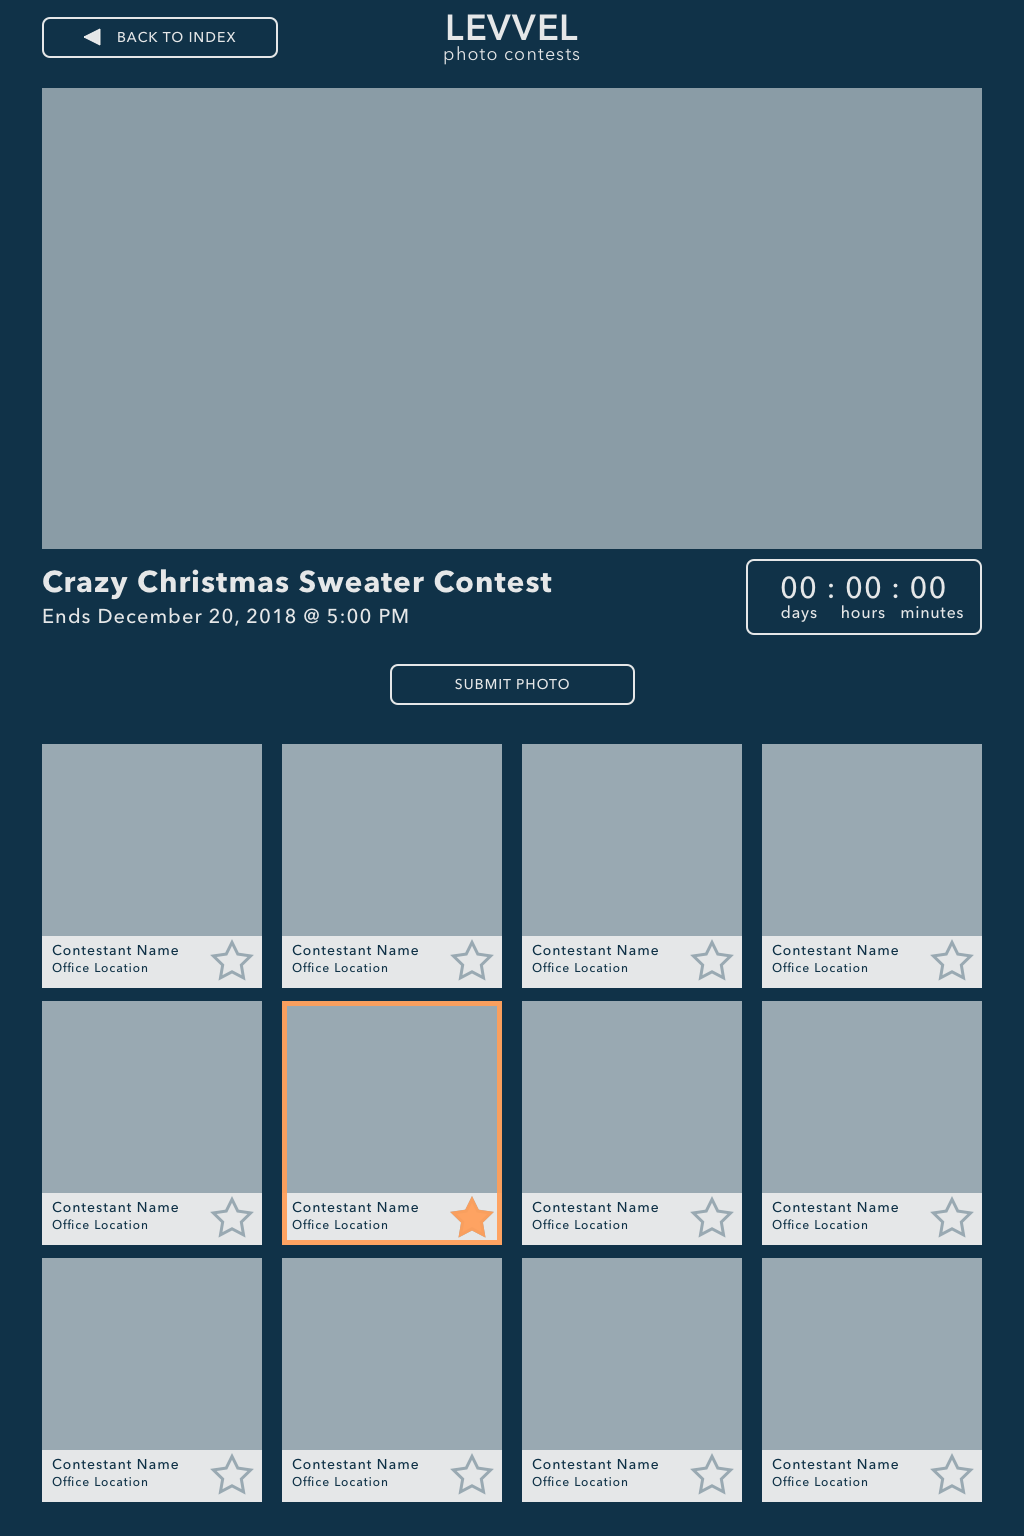 BACK TO INDEX
LEVVEL
photo contests
Crazy Christmas Sweater Contest
Ends December 20, 2018 @ 5:00 PM
00 : 00 : 00
days hours minutes
SUBMIT PHOTO
Contestant Name
Office Location
Contestant Name
Office Location
Contestant Name
Office Location
Contestant Name
Office Location
Contestant Name
Office Location
Contestant Name
Office Location
Contestant Name
Office Location
Contestant Name
Office Location
Contestant Name
Office Location
Contestant Name
Office Location
Contestant Name
Office Location
Contestant Name
Office Location